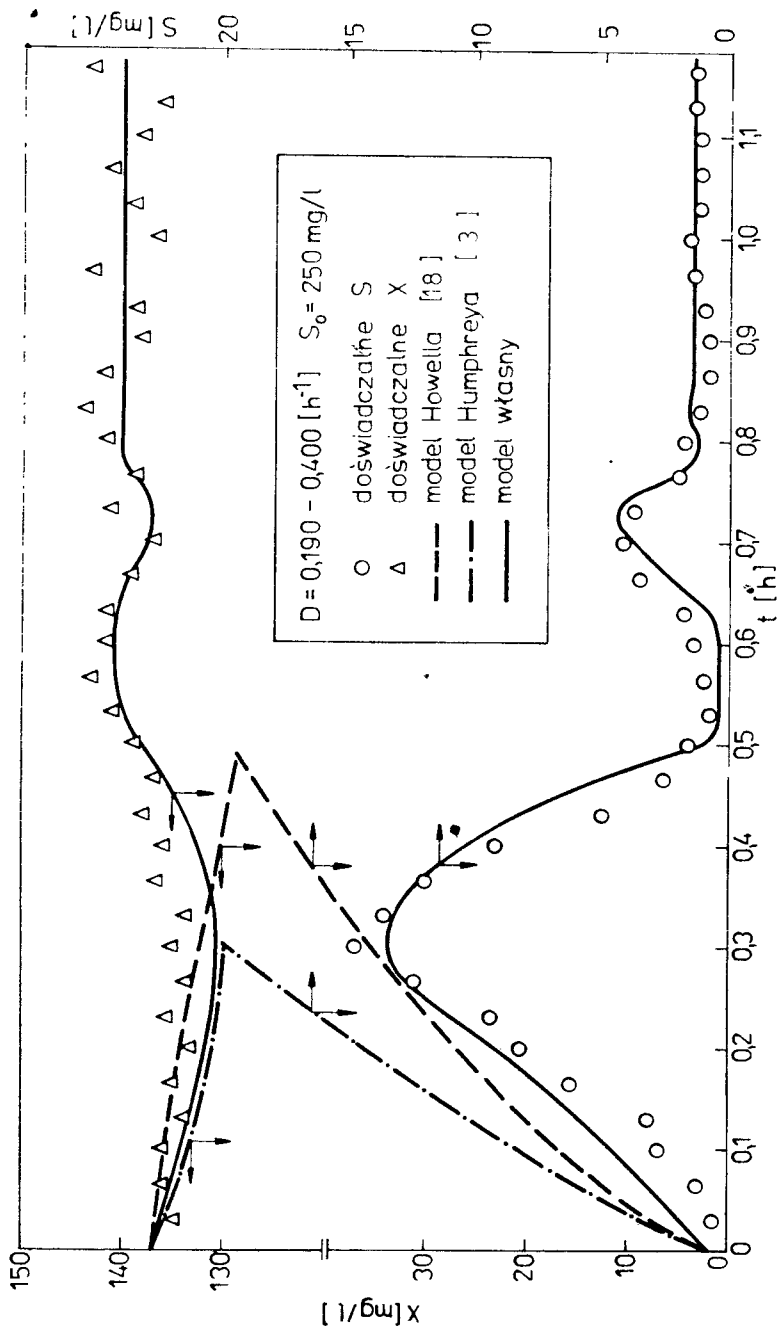 D = 0,190 - 0,400 [h⁻¹] S₀ = 250 mg/l
doświadczalne S
doświadczalne X
model Howella [18]
model Humphreya [3]
model własny
X [mg/l]
150
140
130
30
20
10
0
S [mg/l]
20
15
10
5
0
0
0,1
0,2
0,3
0,4
0,5
0,6
0,7
0,8
0,9
1,0
1,1
t [h]